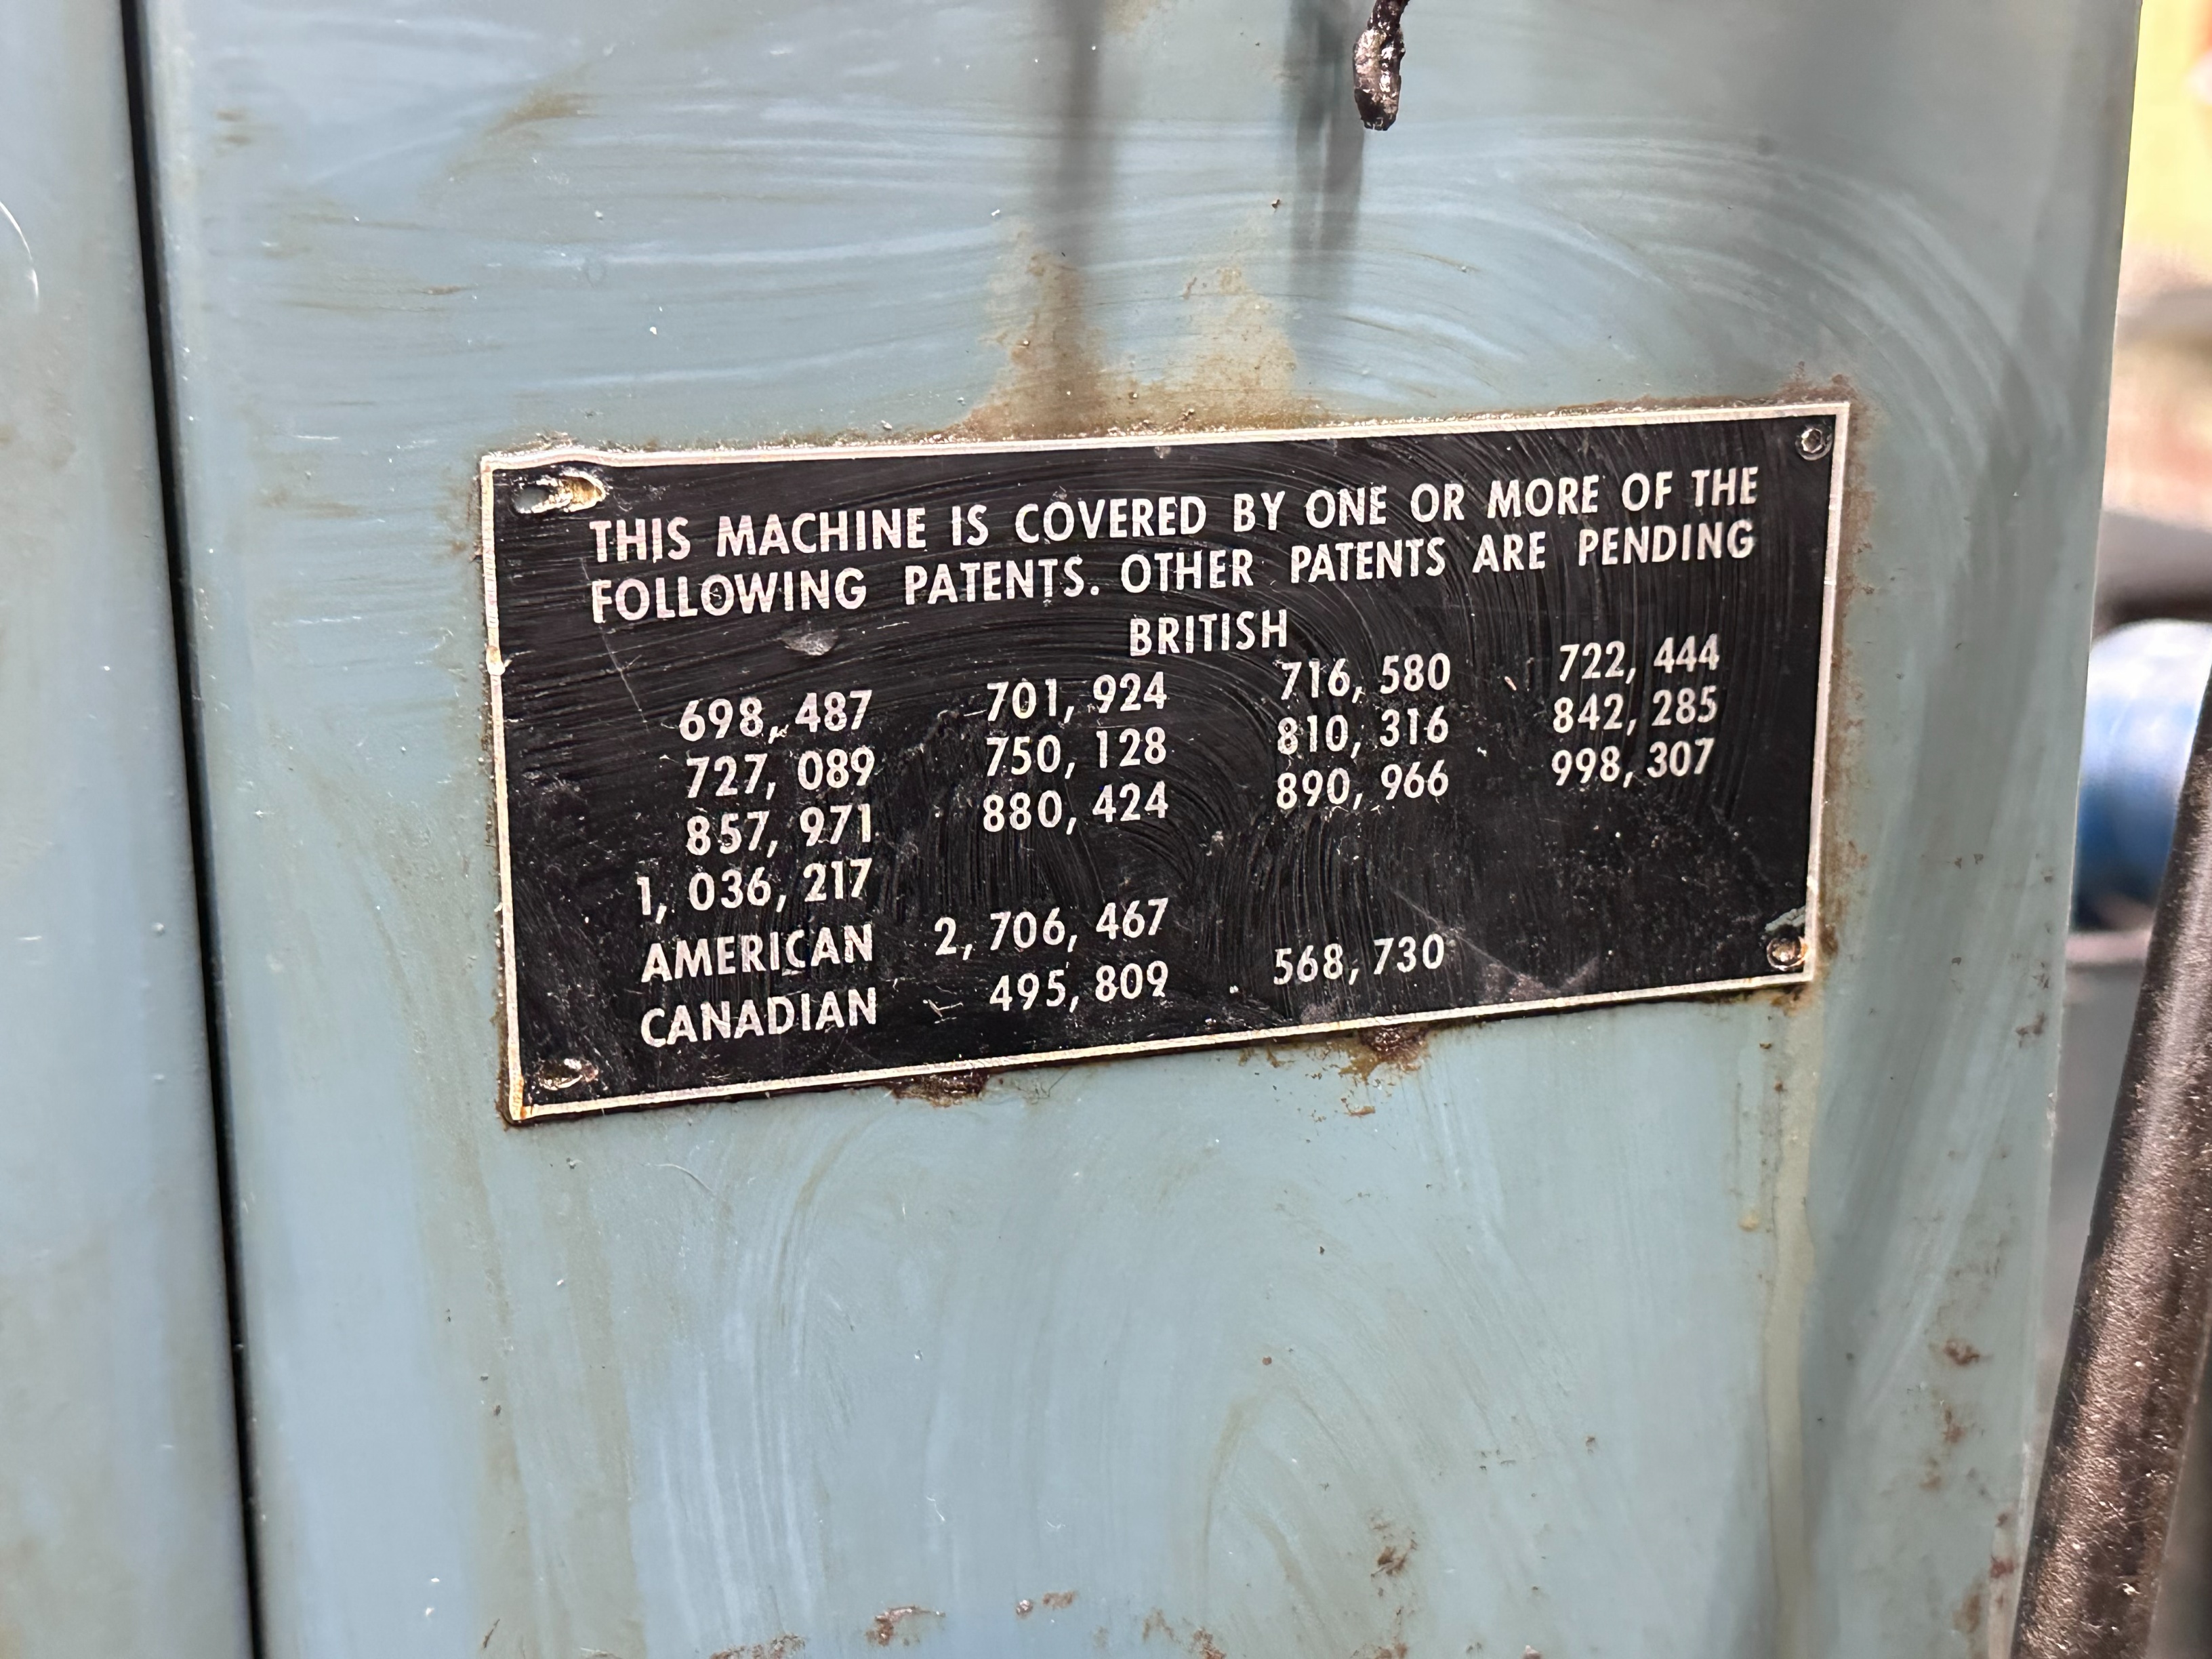 THIS MACHINE IS COVERED BY ONE OR MORE OF THE
FOLLOWING PATENTS. OTHER PATENTS ARE PENDING
BRITISH
698,487 701,924 716,580 722,444
727,089 750,128 810,316 842,285
857,971 880,424 890,966 998,307
1,036,217
AMERICAN 2,706,467
CANADIAN 495,809 568,730